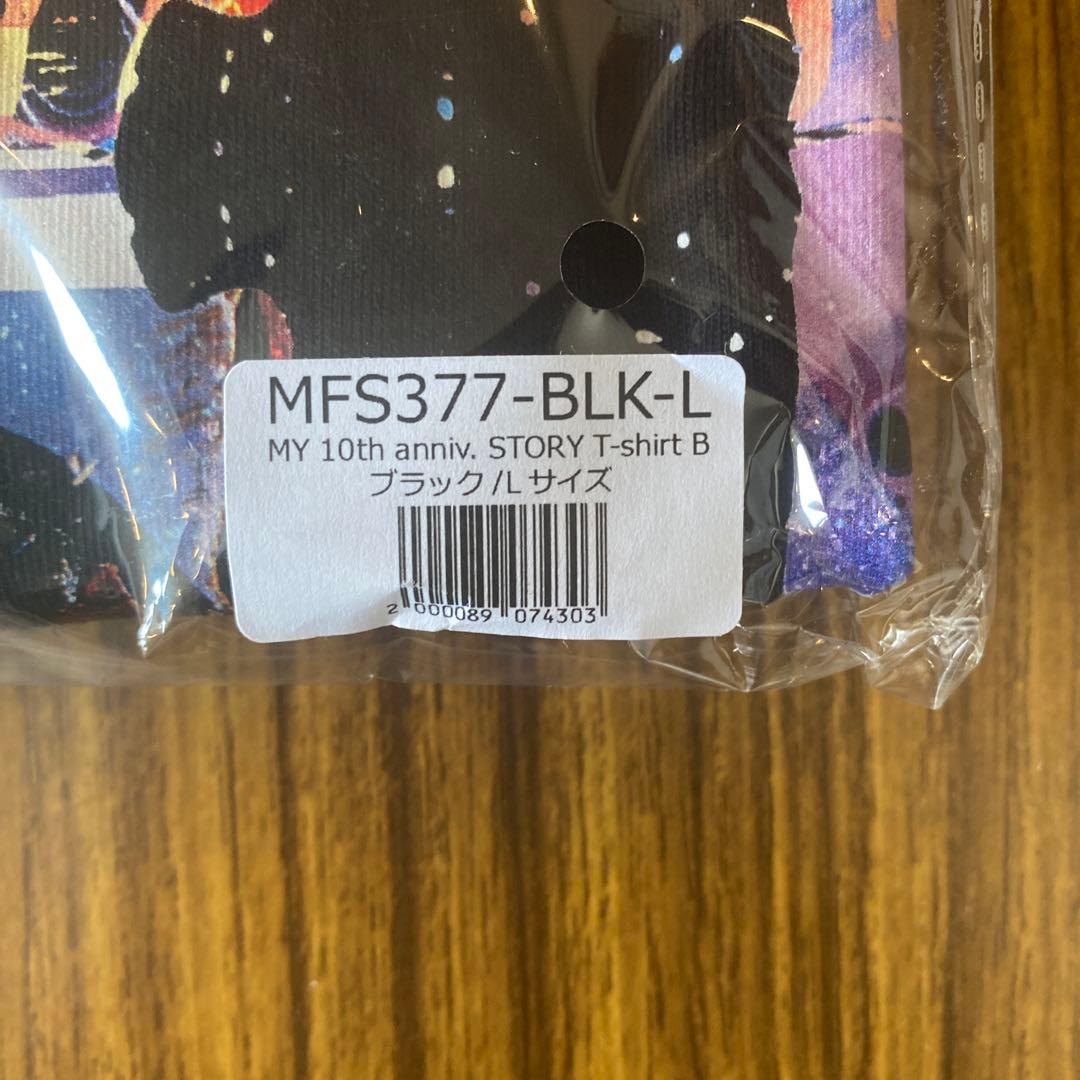 MFS377-BLK-L
MY 10th anniv. STORY T-shirt B
ブラック/Lサイズ
2 000089 074303